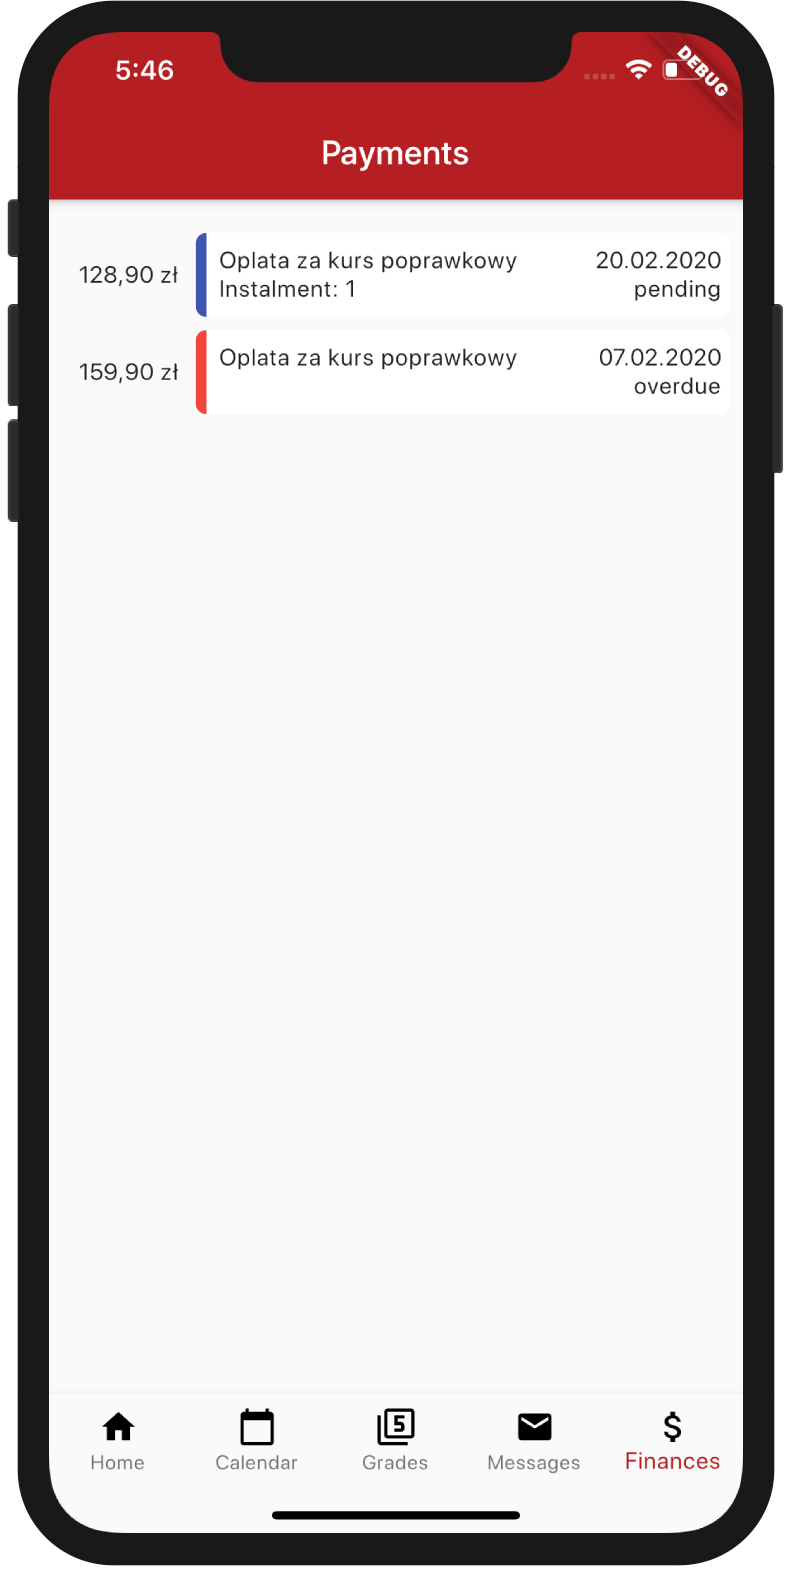 5:46
DEBUG
Payments
128,90 zł
Oplata za kurs poprawkowy
20.02.2020
Instalment: 1
pending
159,90 zł
Oplata za kurs poprawkowy
07.02.2020
overdue
5
$
Home
Calendar
Grades
Messages
Finances